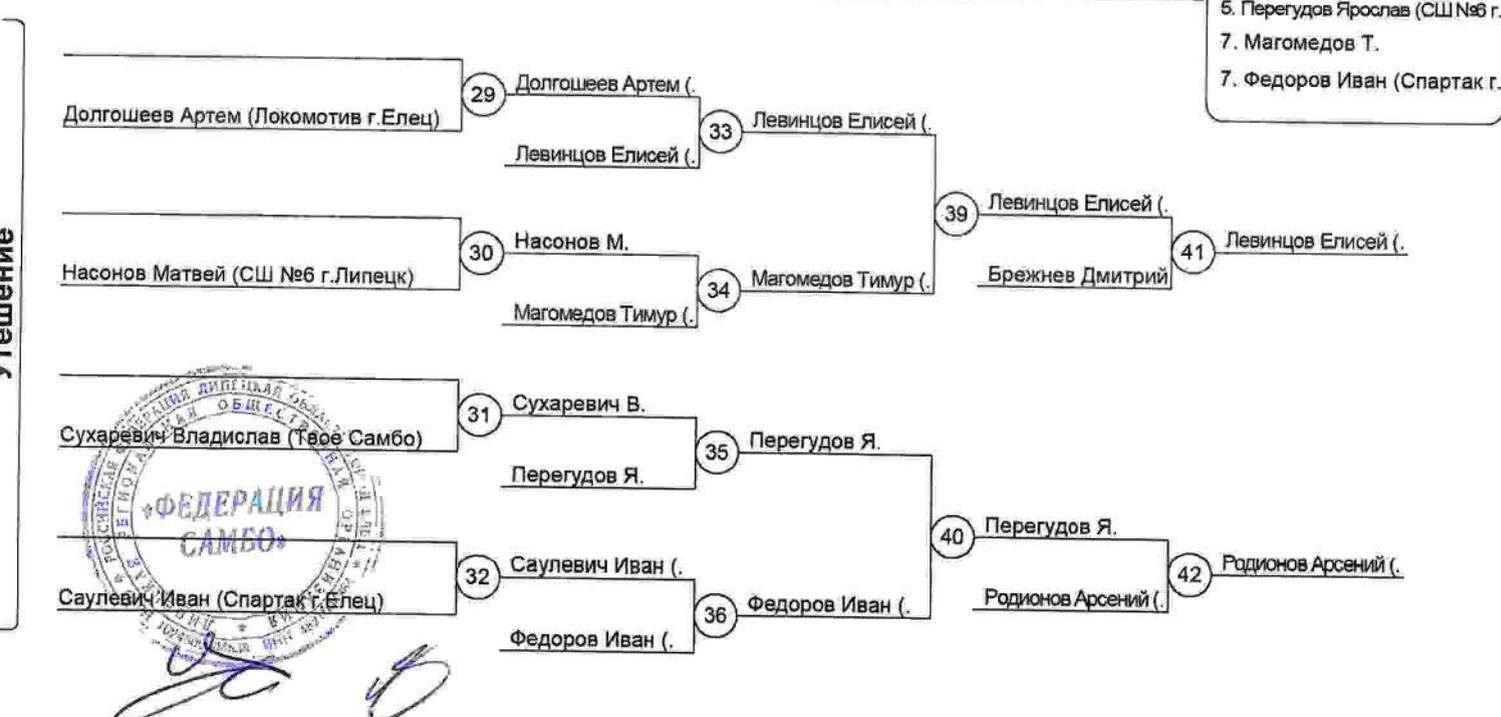 5. Перегудов Ярослав (СШ №6 г.
7. Магомедов Т.
7. Федоров Иван (Спартак г.
утешение
Долгошеев Артем (Локомотив г.Елец)
29
Долгошеев Артем (.
Левинцов Елисей (.
33
Левинцов Елисей (.
Насонов Матвей (СШ №6 г.Липецк)
30
Насонов М.
Магомедов Тимур (.
34
Магомедов Тимур (.
39
Левинцов Елисей (.
Брежнев Дмитрий
41
Левинцов Елисей (.
Сухаревич Владислав (Твое Самбо)
31
Сухаревич В.
Перегудов Я.
35
Перегудов Я.
Саулевич Иван (Спартак г.Елец)
32
Саулевич Иван (.
Федоров Иван (.
36
Федоров Иван (.
40
Перегудов Я.
Родионов Арсений (.
42
Родионов Арсений (.
«ФЕДЕРАЦИЯ
САМБО»